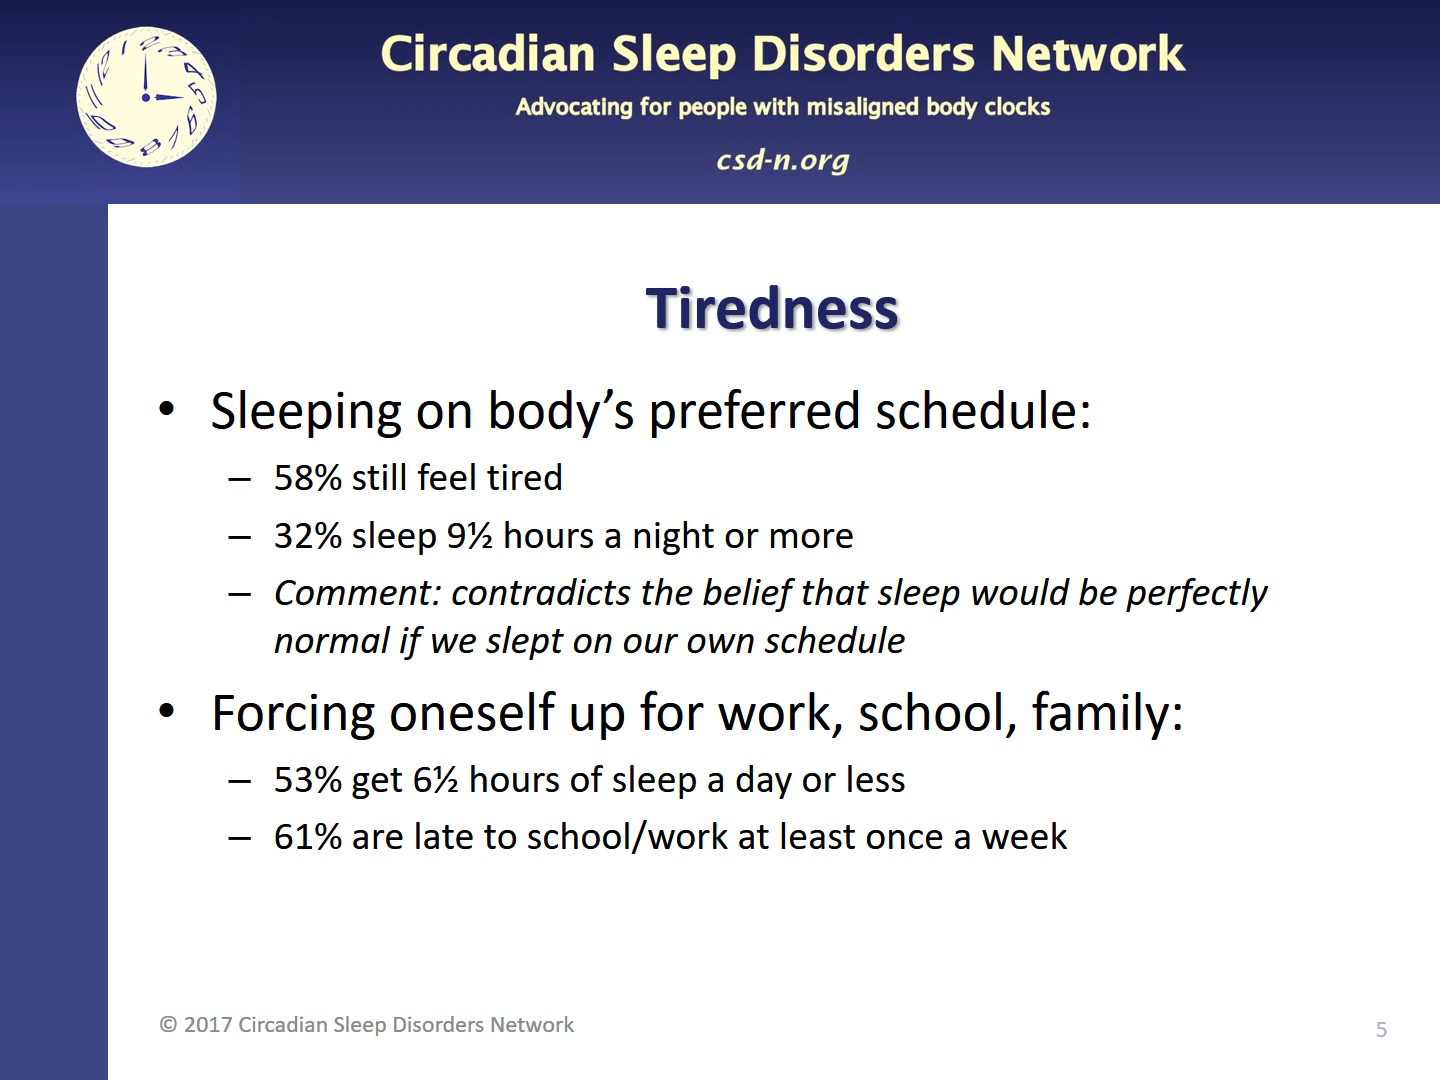 Circadian Sleep Disorders Network
Advocating for people with misaligned body clocks
csd-n.org
Tiredness
• Sleeping on body’s preferred schedule:
– 58% still feel tired
– 32% sleep 9½ hours a night or more
– Comment: contradicts the belief that sleep would be perfectly
normal if we slept on our own schedule
• Forcing oneself up for work, school, family:
– 53% get 6½ hours of sleep a day or less
– 61% are late to school/work at least once a week
© 2017 Circadian Sleep Disorders Network
5